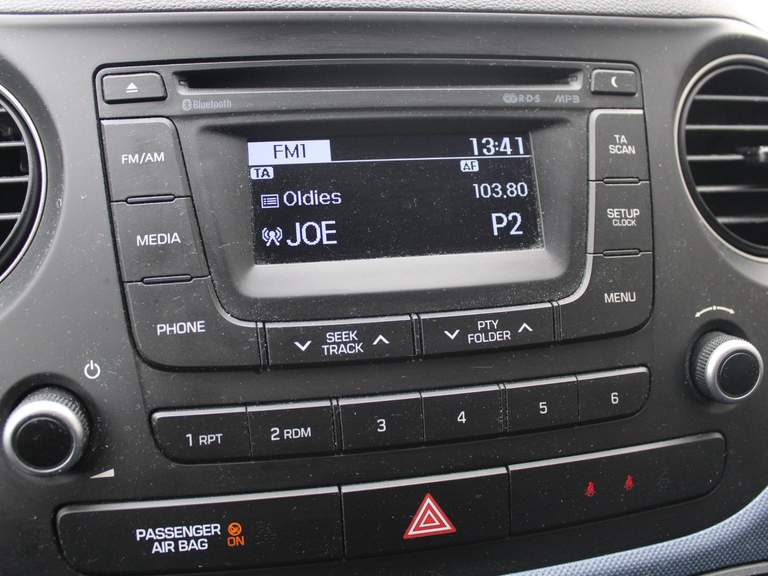 Bluetooth
R·D·S
MP3
FM/AM
FM1
13:41
TA
SCAN
TA
AF
Oldies
103.80
MEDIA
JOE
P2
SETUP
CLOCK
PHONE
SEEK
TRACK
PTY
FOLDER
MENU
1 RPT
2 RDM
3
4
5
6
PASSENGER
AIR BAG
ON